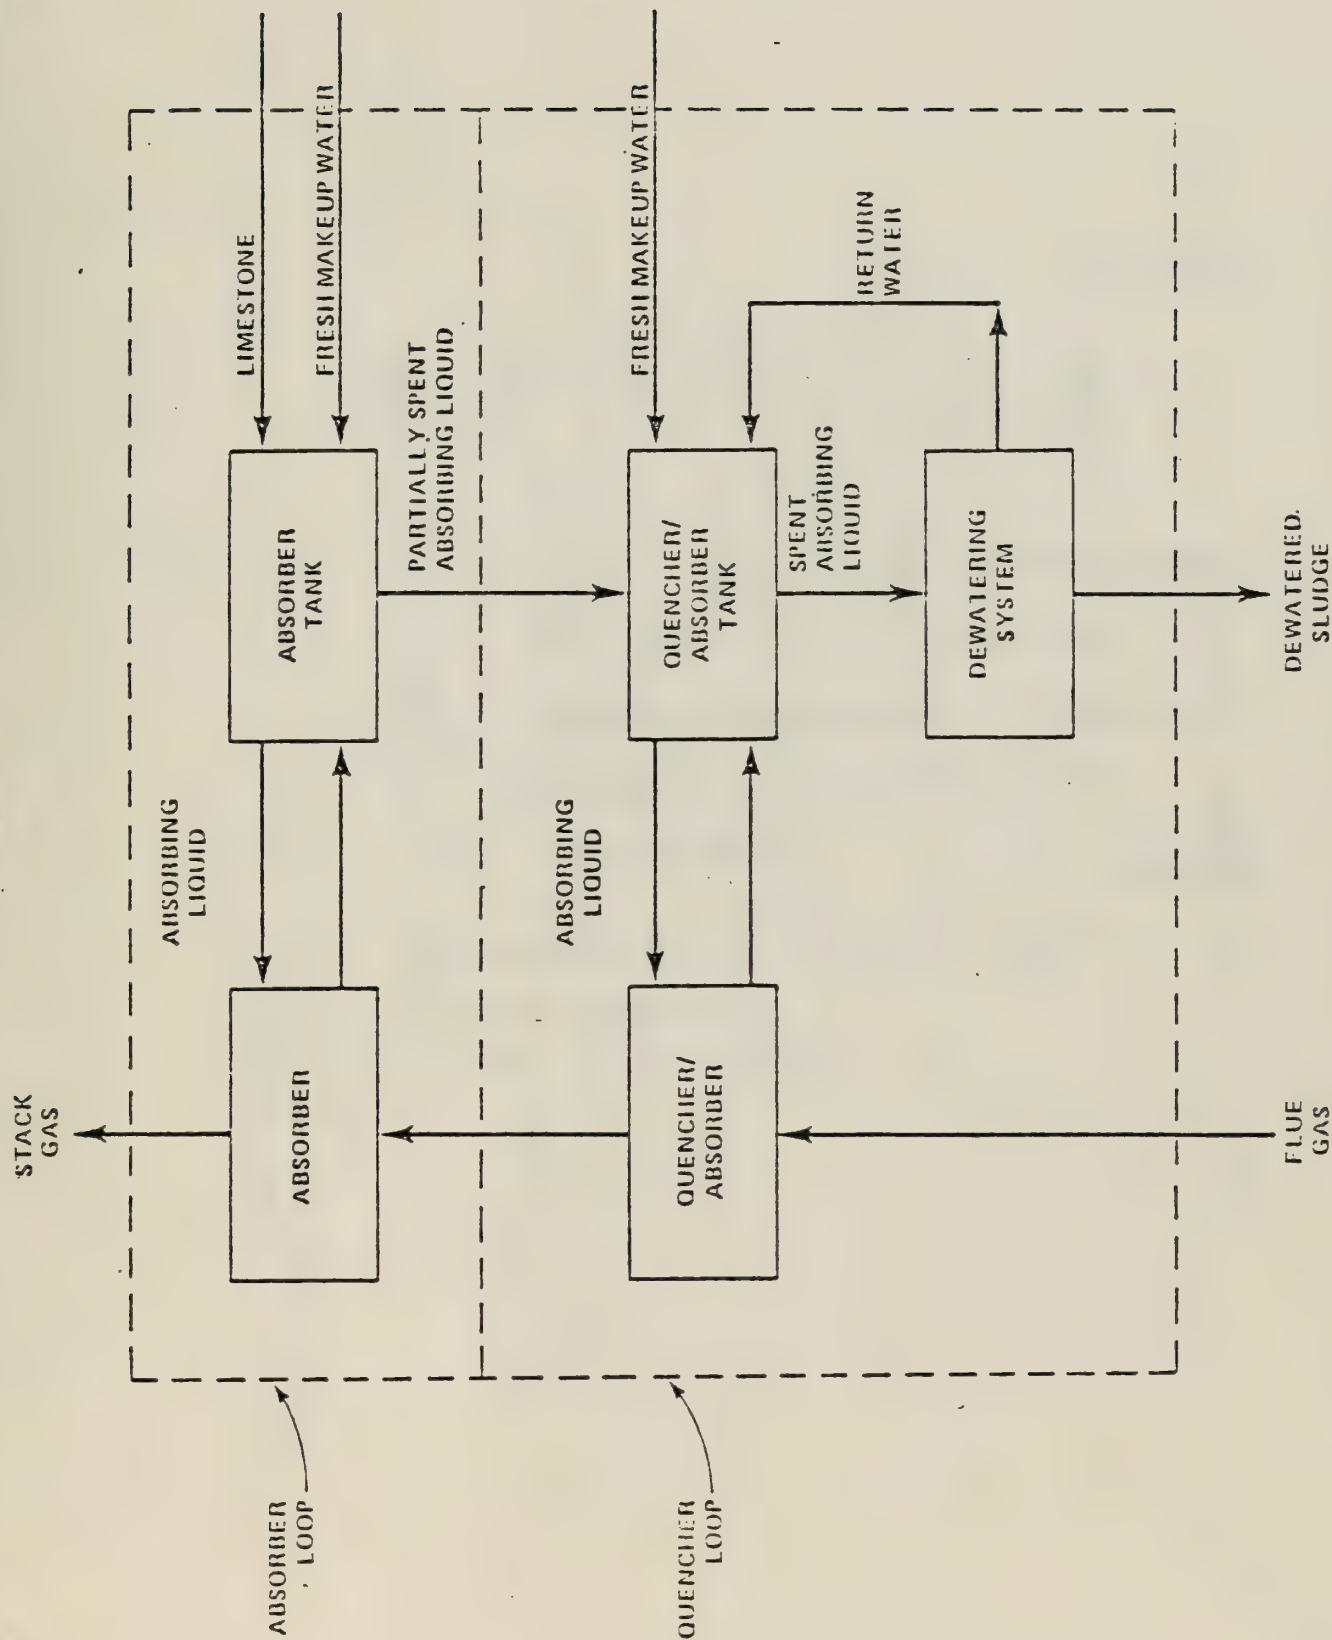 STACK
GAS
ABSORBER
LOOP
ABSORBER
ABSORBING
LIQUID
ABSORBER
TANK
LIMESTONE
FRESH MAKEUP WATER
PARTIALLY SPENT
ABSORBING LIQUID
QUENCHER
LOOP
QUENCHER/
ABSORBER
ABSORBING
LIQUID
QUENCHER/
ABSORBER
TANK
FRESH MAKEUP WATER
SPENT
ABSORBING
LIQUID
RETURN
WATER
DEWATERING
SYSTEM
FLUE
GAS
DEWATERED
SLUDGE